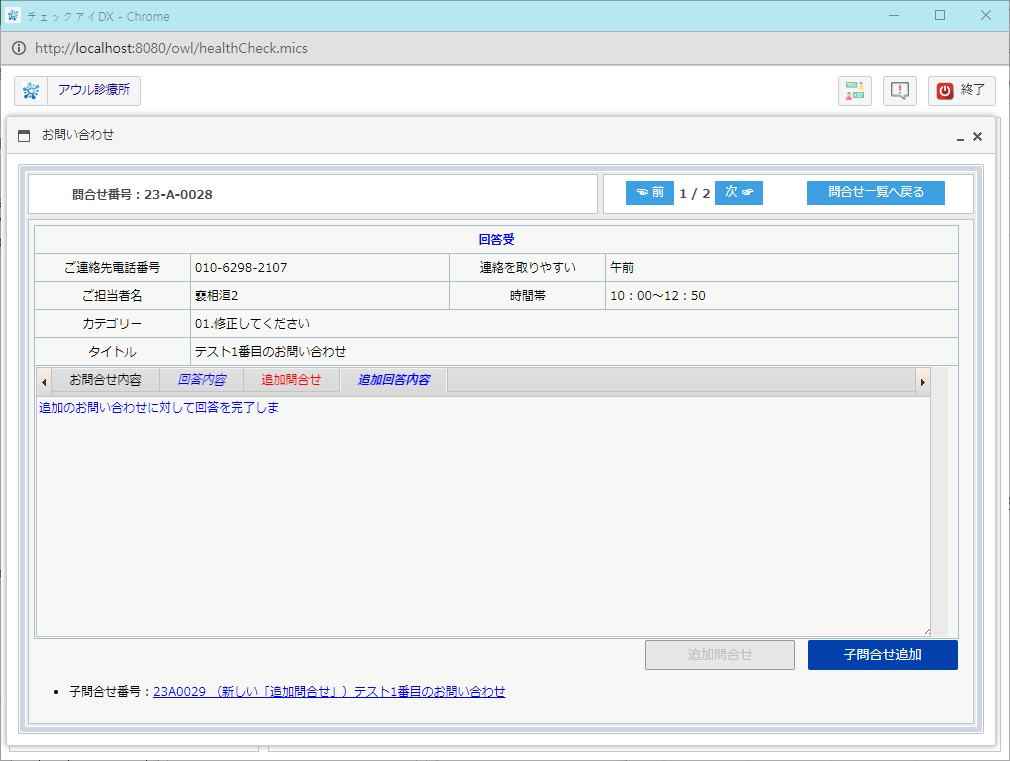 チェックアイDX - Chrome
http://localhost:8080/owl/healthCheck.mics
アウル診療所
終了
お問い合わせ
問合せ番号：23-A-0028
前 1 / 2 次 問合せ一覧へ戻る
回答受
ご連絡先電話番号 010-6298-2107 連絡を取りやすい 午前
ご担当者名 裵相洹2 時間帯 10：00～12：50
カテゴリー 01.修正してください
タイトル テスト1番目のお問い合わせ
お問合せ内容 回答内容 追加問合せ 追加回答内容
追加のお問い合わせに対して回答を完了しま
追加問合せ 子問合せ追加
• 子問合せ番号：23A0029 （新しい「追加問合せ」）テスト1番目のお問い合わせ